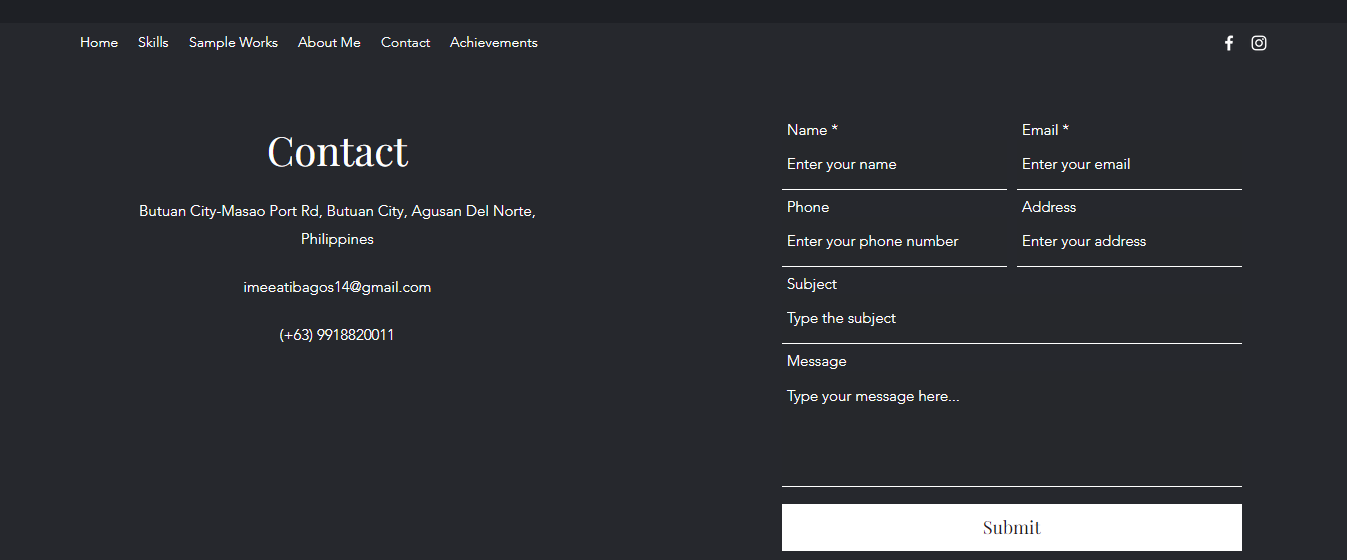 Home Skills Sample Works About Me Contact Achievements
Contact
Butuan City-Masao Port Rd, Butuan City, Agusan Del Norte,
Philippines
imeeatibagos14@gmail.com
(+63) 9918820011
Name * Email *
Enter your name Enter your email
Phone Address
Enter your phone number Enter your address
Subject
Type the subject
Message
Type your message here...
Submit